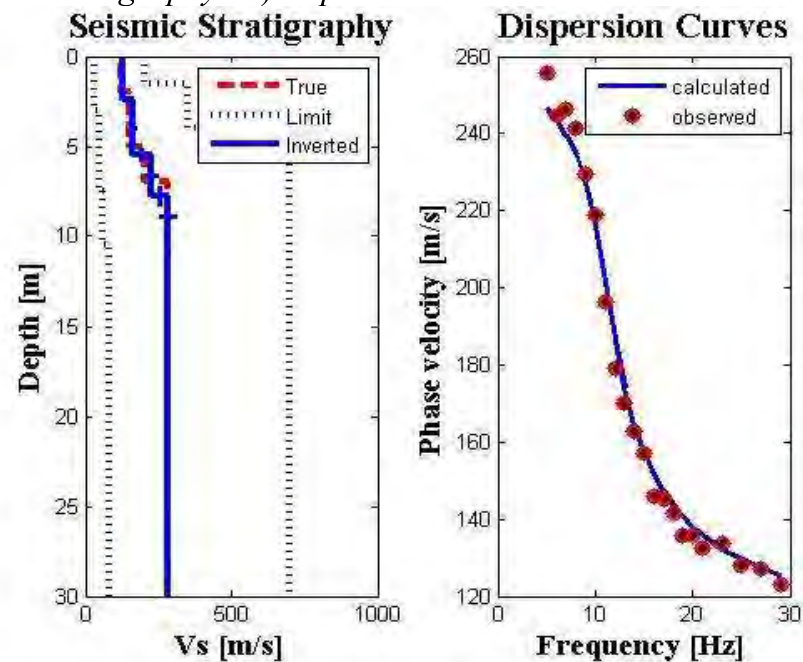 Seismic Stratigraphy
0
5
10
15
20
25
30
Depth [m]
True
Limit
Inverted
0
500
1000
Vs [m/s]
Dispersion Curves
260
240
220
200
180
160
140
120
Phase velocity [m/s]
calculated
observed
0
10
20
30
Frequency [Hz]